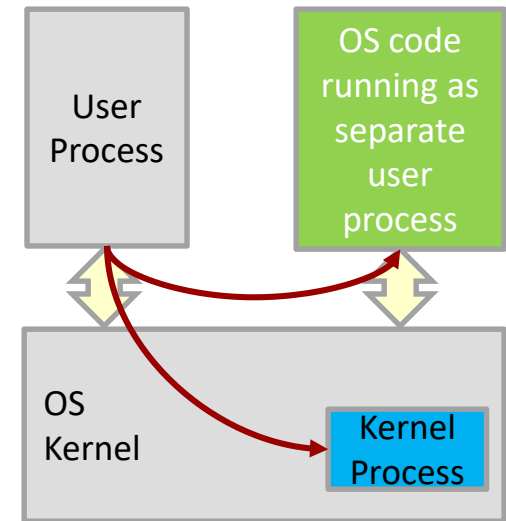 User
Process
OS code
running as
separate
user
process
OS
Kernel
Kernel
Process